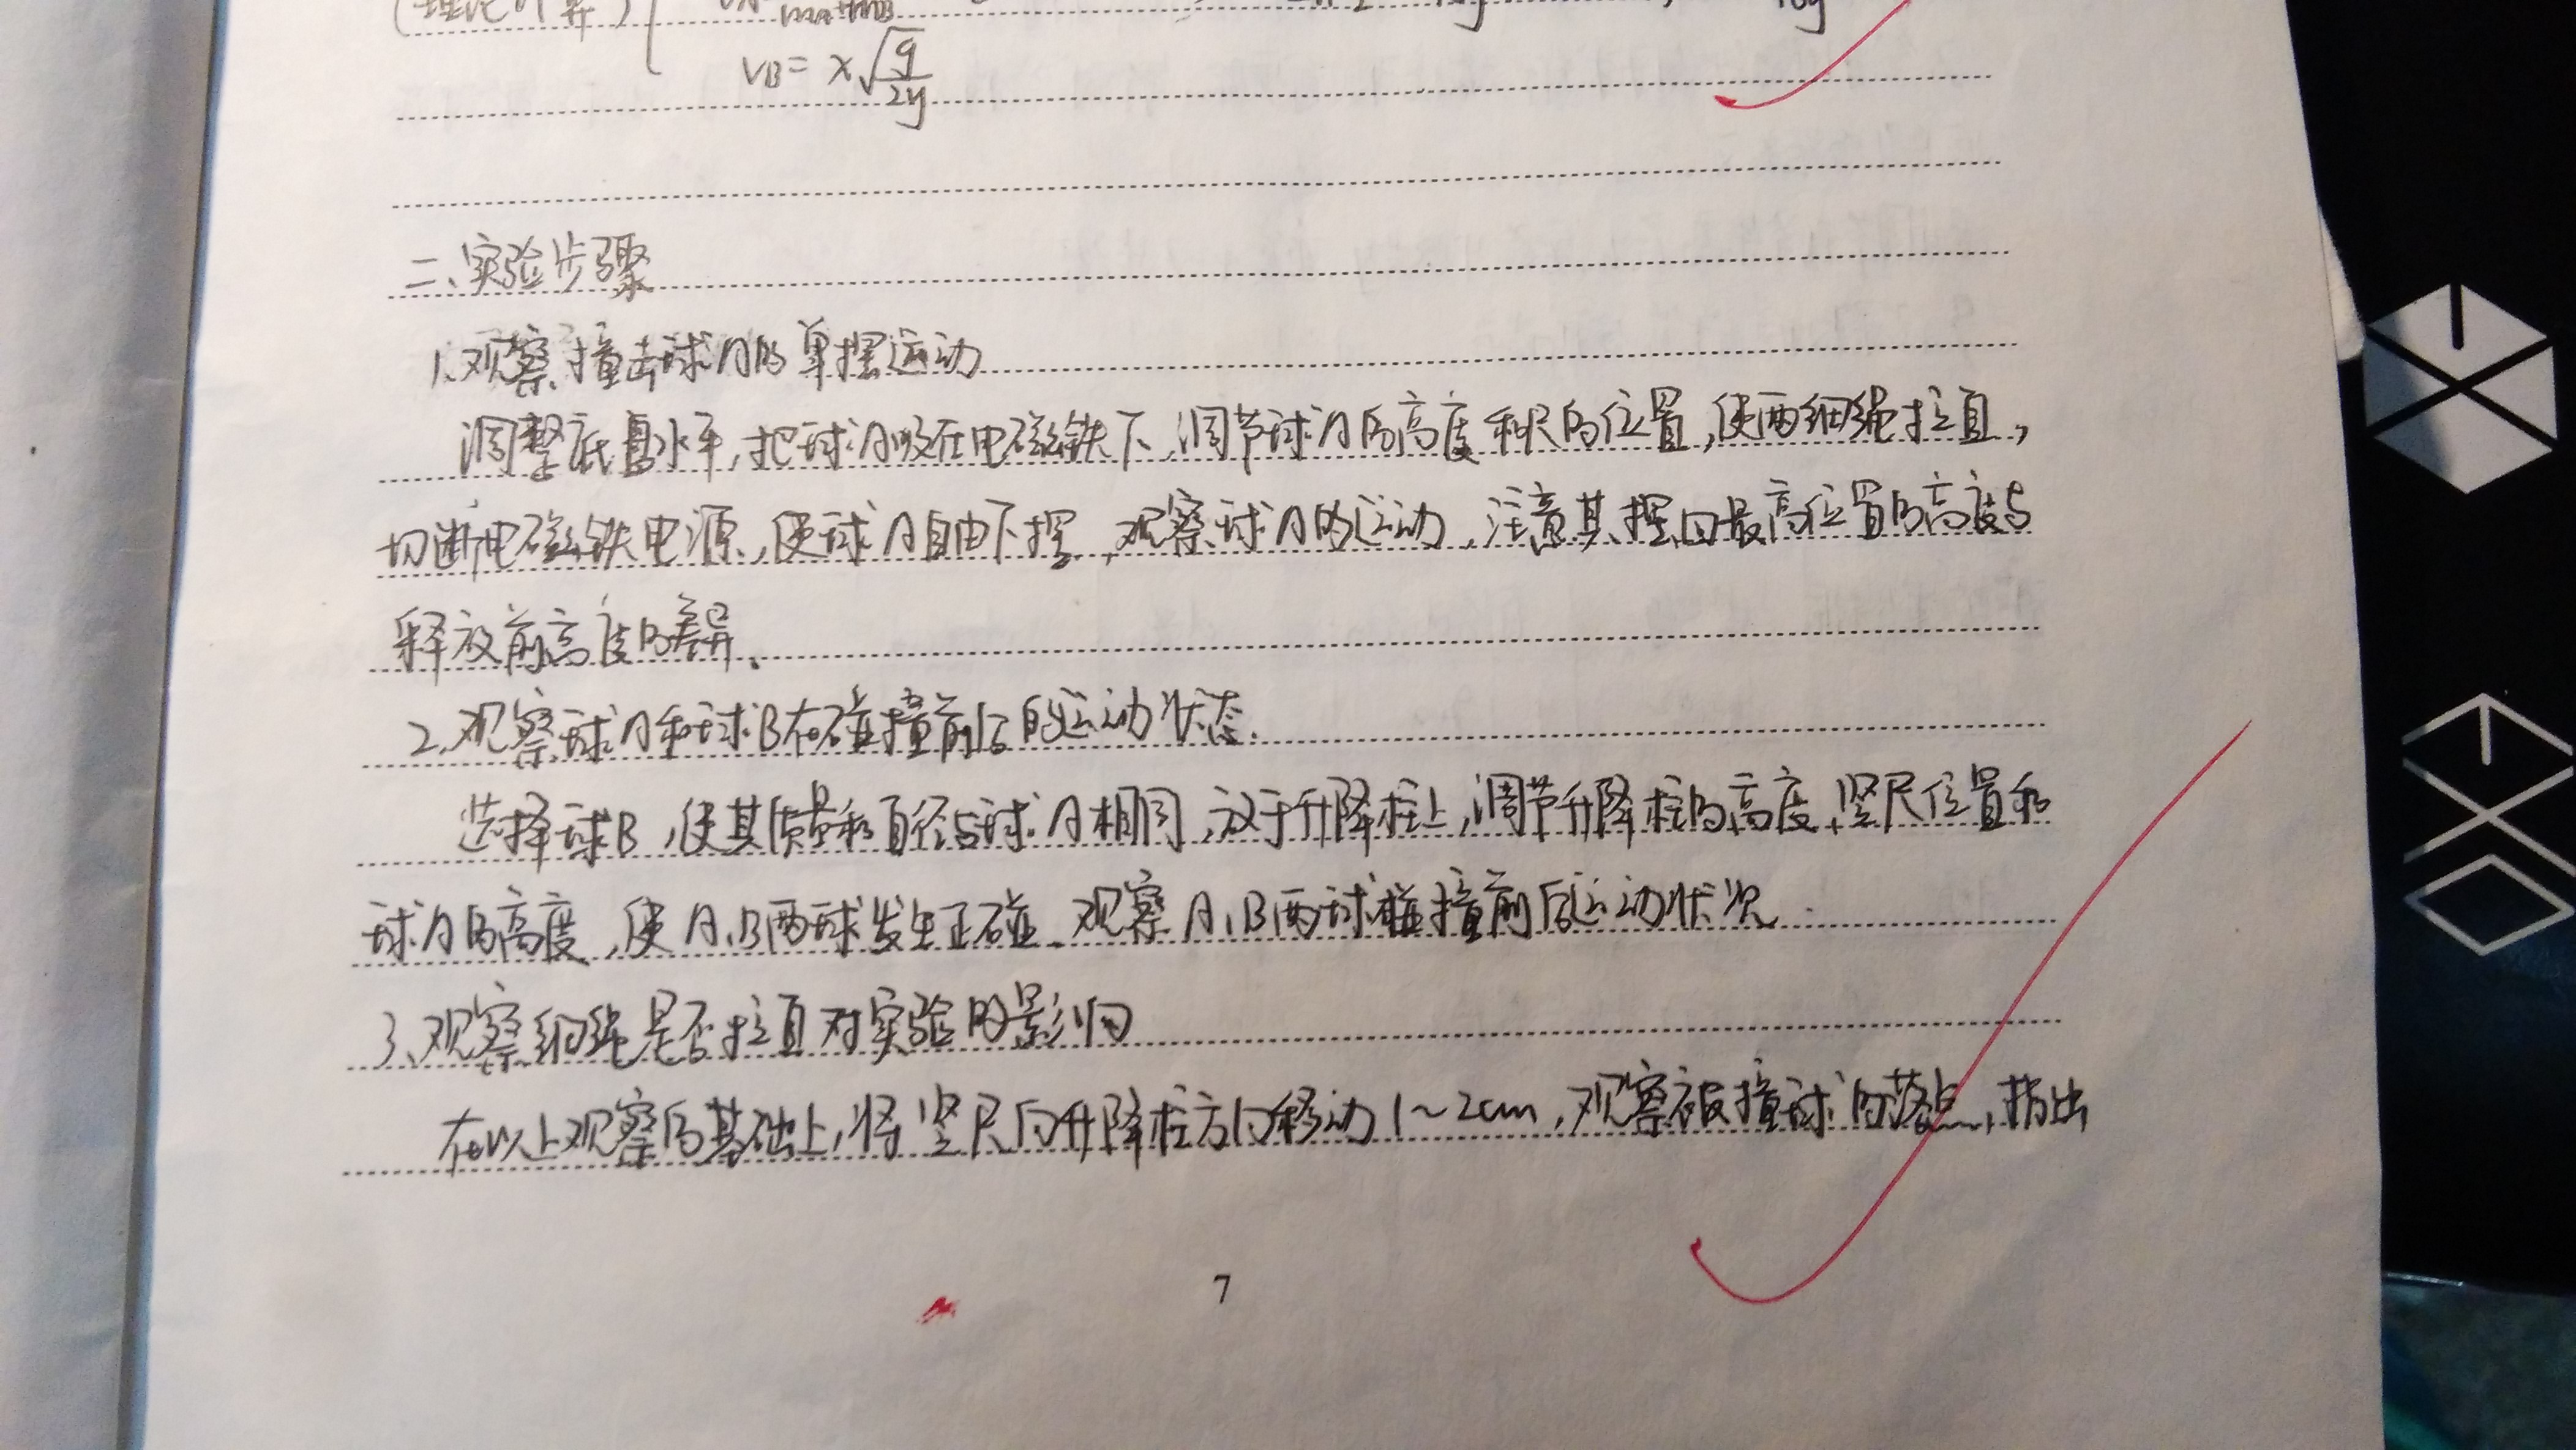 (理论计算)
mA+mB
vB= x√(g/2y)
二、实验步骤
1.观察撞击球A的单摆运动
调整底盘水平,把球A吸在电磁铁下,调节球A的高度和尺的位置,使两细绳拉直,
切断电磁铁电源,使球A自由下摆,观察球A的运动,注意其摆回最高位置的高度与
释放前高度的差异.
2.观察球A和球B在碰撞前后的运动状态.
选择球B,使其质量和直径与球A相同,放于升降柱上,调节升降柱的高度、竖尺位置和
球A的高度,使A、B两球发生正碰.观察A、B两球碰撞前后运动状况.
3、观察细绳是否拉直对实验的影响
在以上观察的基础上,将竖尺向升降柱方向移动1~2cm,观察被撞球的落点,指出
7